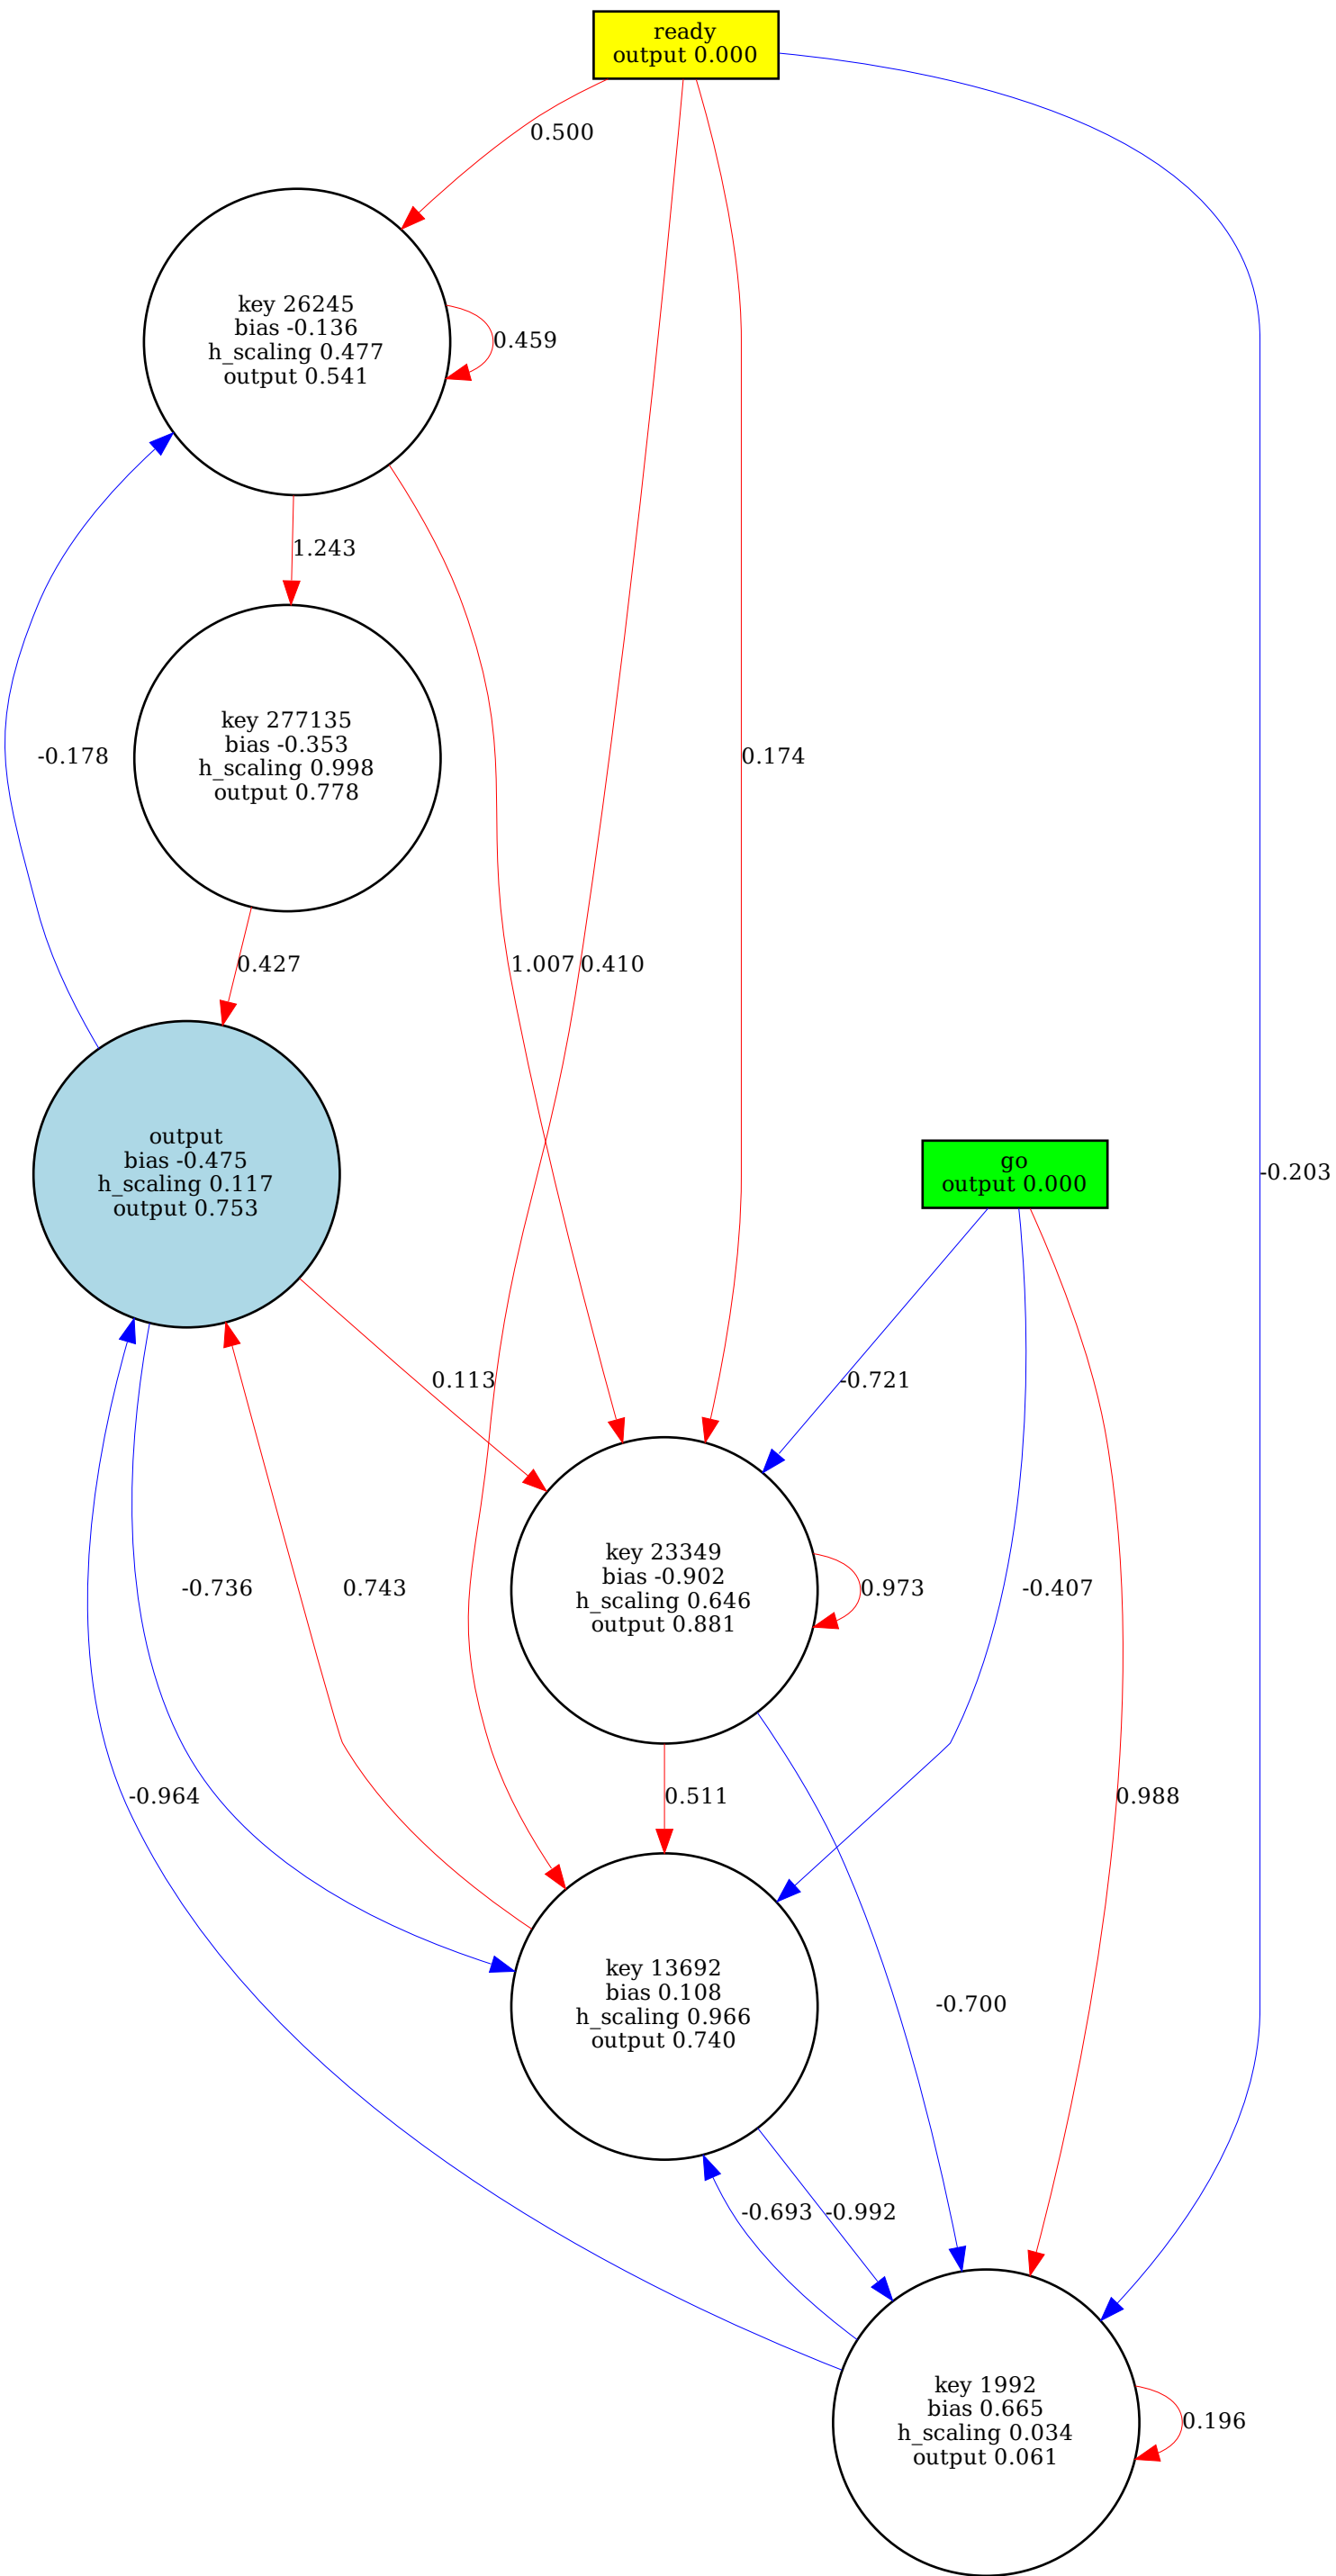 ready
output 0.000
0.500
key 26245
bias -0.136
h_scaling 0.477
output 0.541
0.459
1.243
key 277135
bias -0.353
h_scaling 0.998
output 0.778
-0.178
0.174
0.427
1.007
0.410
output
bias -0.475
h_scaling 0.117
output 0.753
go
output 0.000
-0.203
0.113
-0.721
key 23349
bias -0.902
h_scaling 0.646
output 0.881
-0.736
0.743
0.973
-0.407
-0.964
0.511
0.988
key 13692
bias 0.108
h_scaling 0.966
output 0.740
-0.700
-0.693
-0.992
key 1992
bias 0.665
h_scaling 0.034
output 0.061
0.196